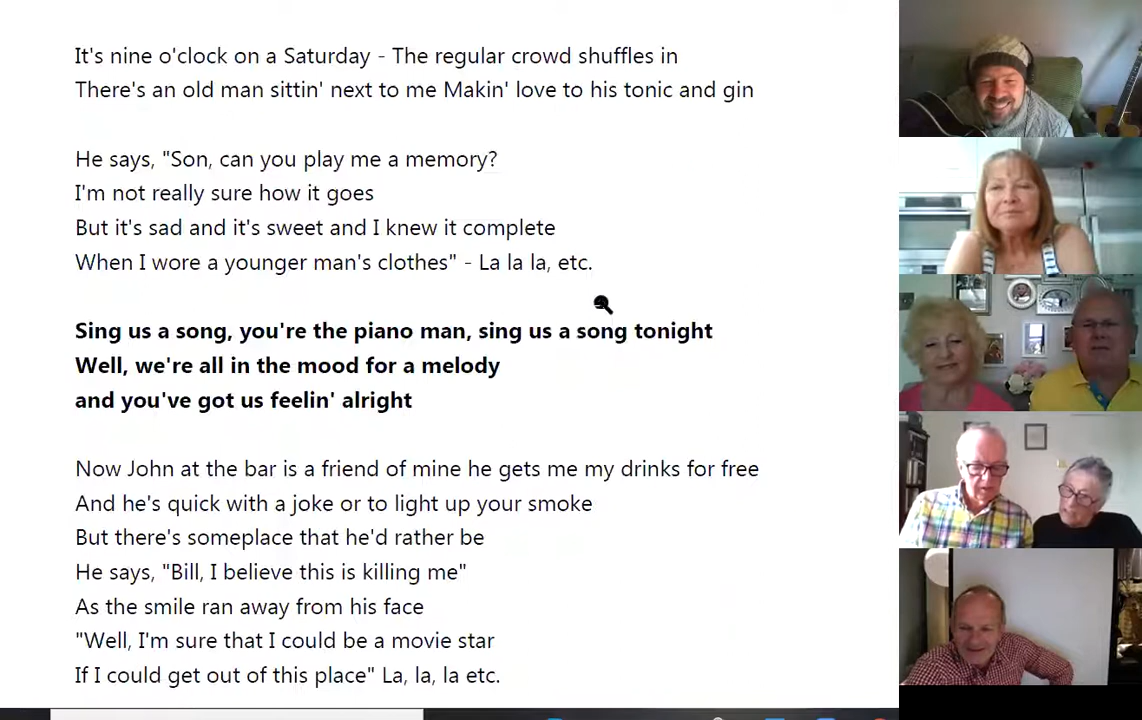 It's nine o'clock on a Saturday - The regular crowd shuffles in
There's an old man sittin' next to me Makin' love to his tonic and gin
He says, "Son, can you play me a memory?
I'm not really sure how it goes
But it's sad and it's sweet and I knew it complete
When I wore a younger man's clothes" - La la la, etc.
Sing us a song, you're the piano man, sing us a song tonight
Well, we're all in the mood for a melody
and you've got us feelin' alright
Now John at the bar is a friend of mine he gets me my drinks for free
And he's quick with a joke or to light up your smoke
But there's someplace that he'd rather be
He says, "Bill, I believe this is killing me"
As the smile ran away from his face
"Well, I'm sure that I could be a movie star
If I could get out of this place" La, la, la etc.